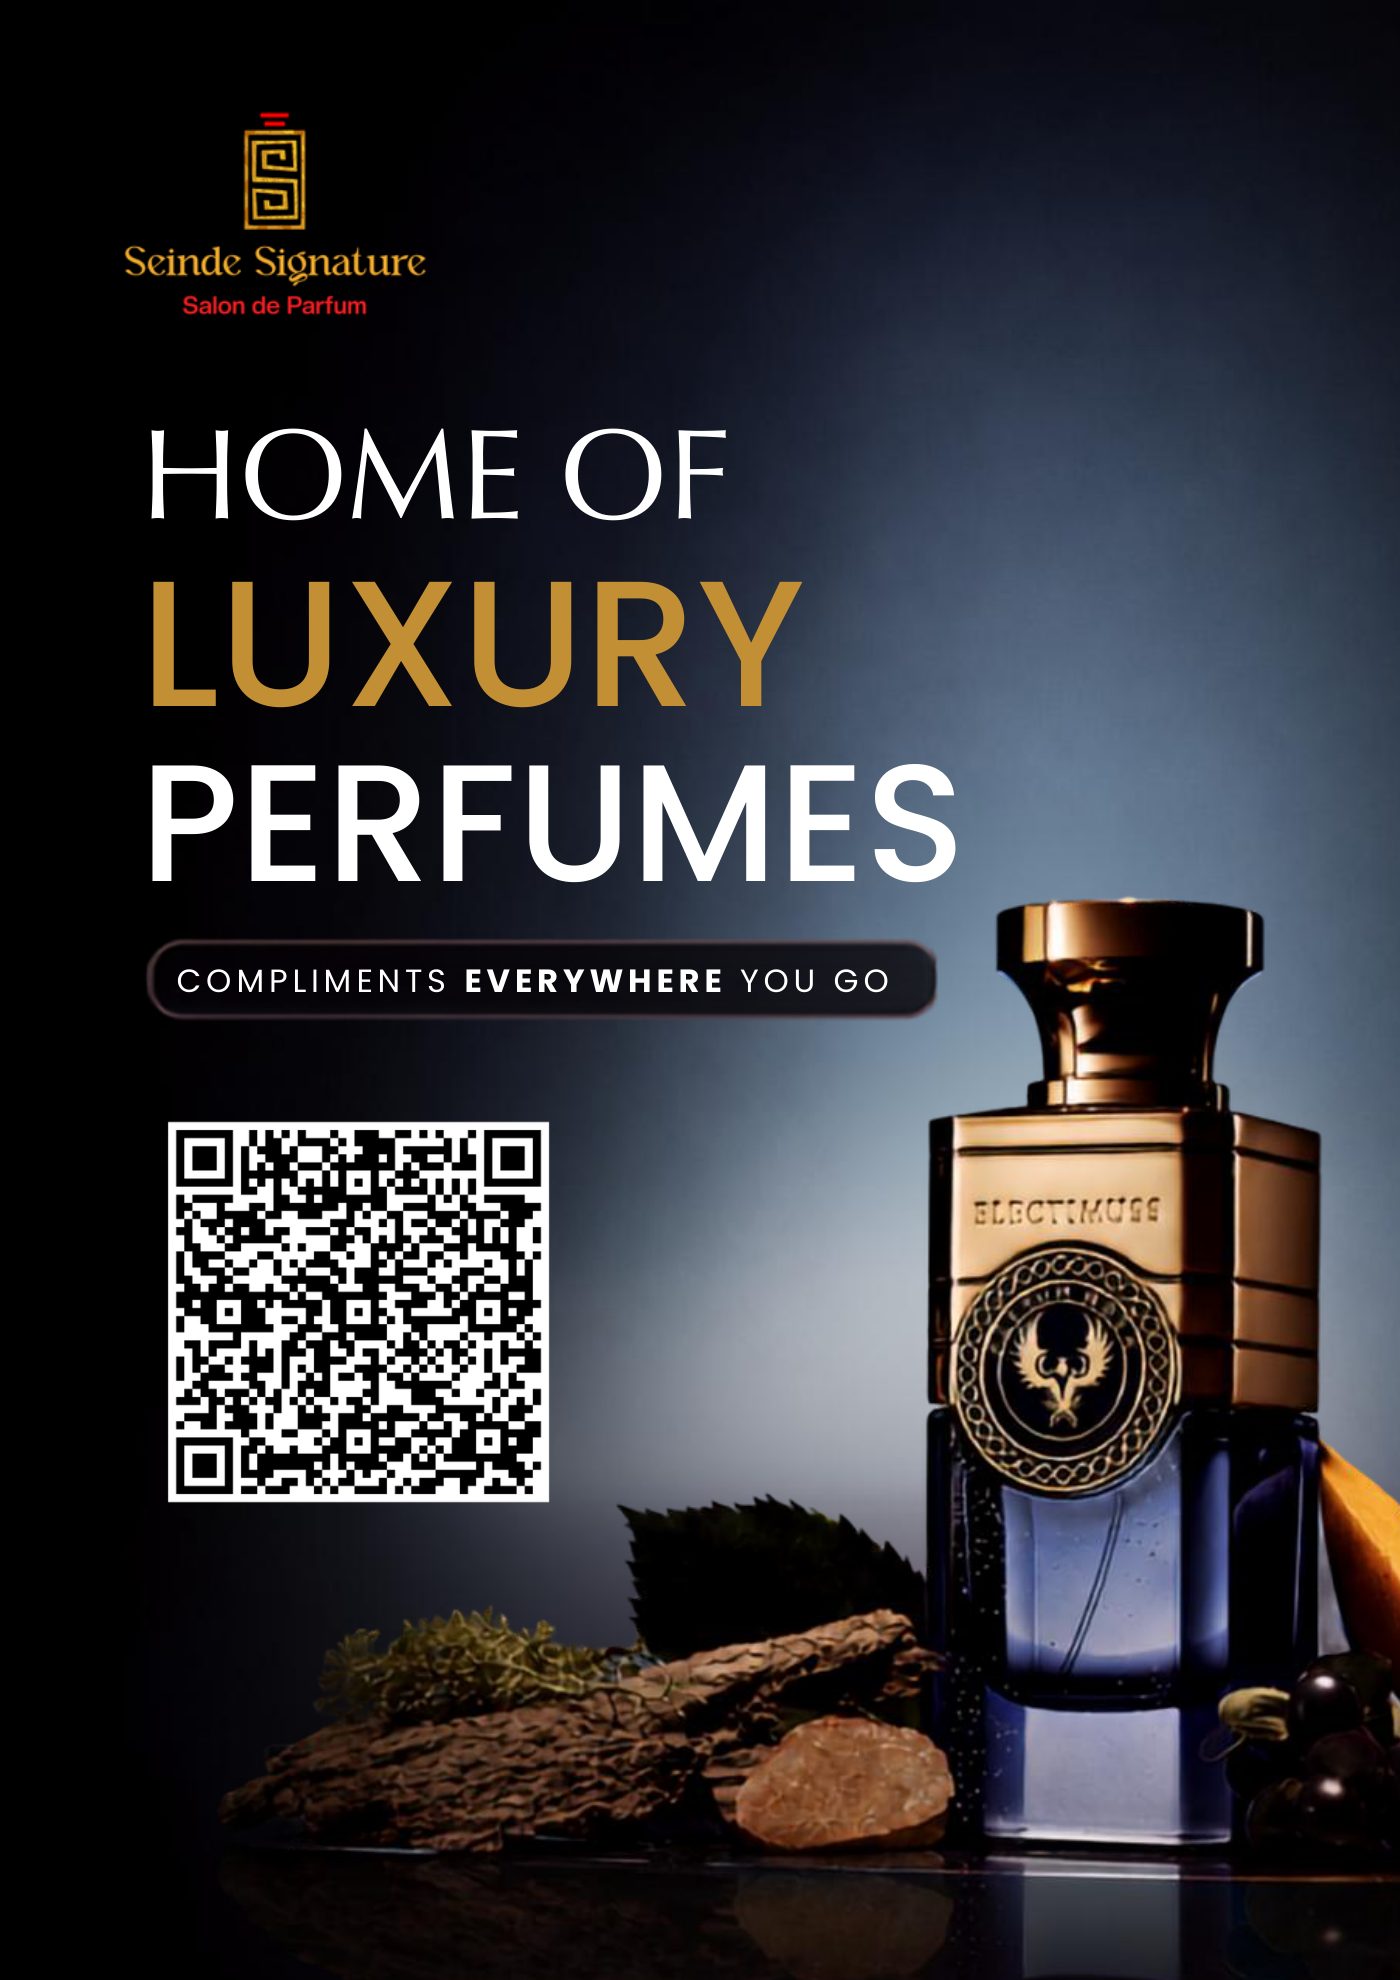 Seinde Signature
Salon de Parfum
HOME OF
LUXURY
PERFUMES
COMPLIMENTS EVERYWHERE YOU GO
ELECTIMUSS